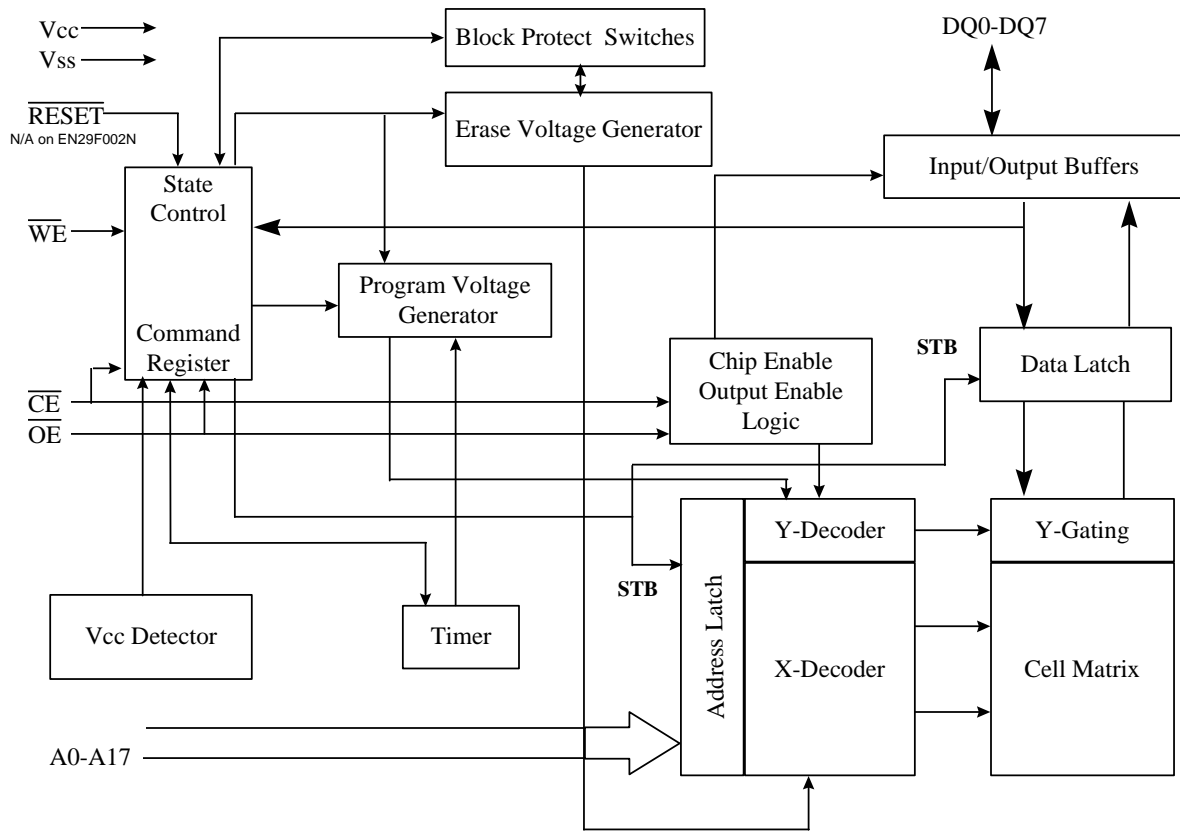 Vcc
Vss
RESET
N/A on EN29F002N
WE
CE
OE
State
Control
Command
Register
Block Protect Switches
Erase Voltage Generator
Program Voltage
Generator
DQ0-DQ7
Input/Output Buffers
STB
Data Latch
Chip Enable
Output Enable
Logic
STB
Address Latch
Y-Decoder
X-Decoder
Y-Gating
Cell Matrix
Vcc Detector
Timer
A0-A17